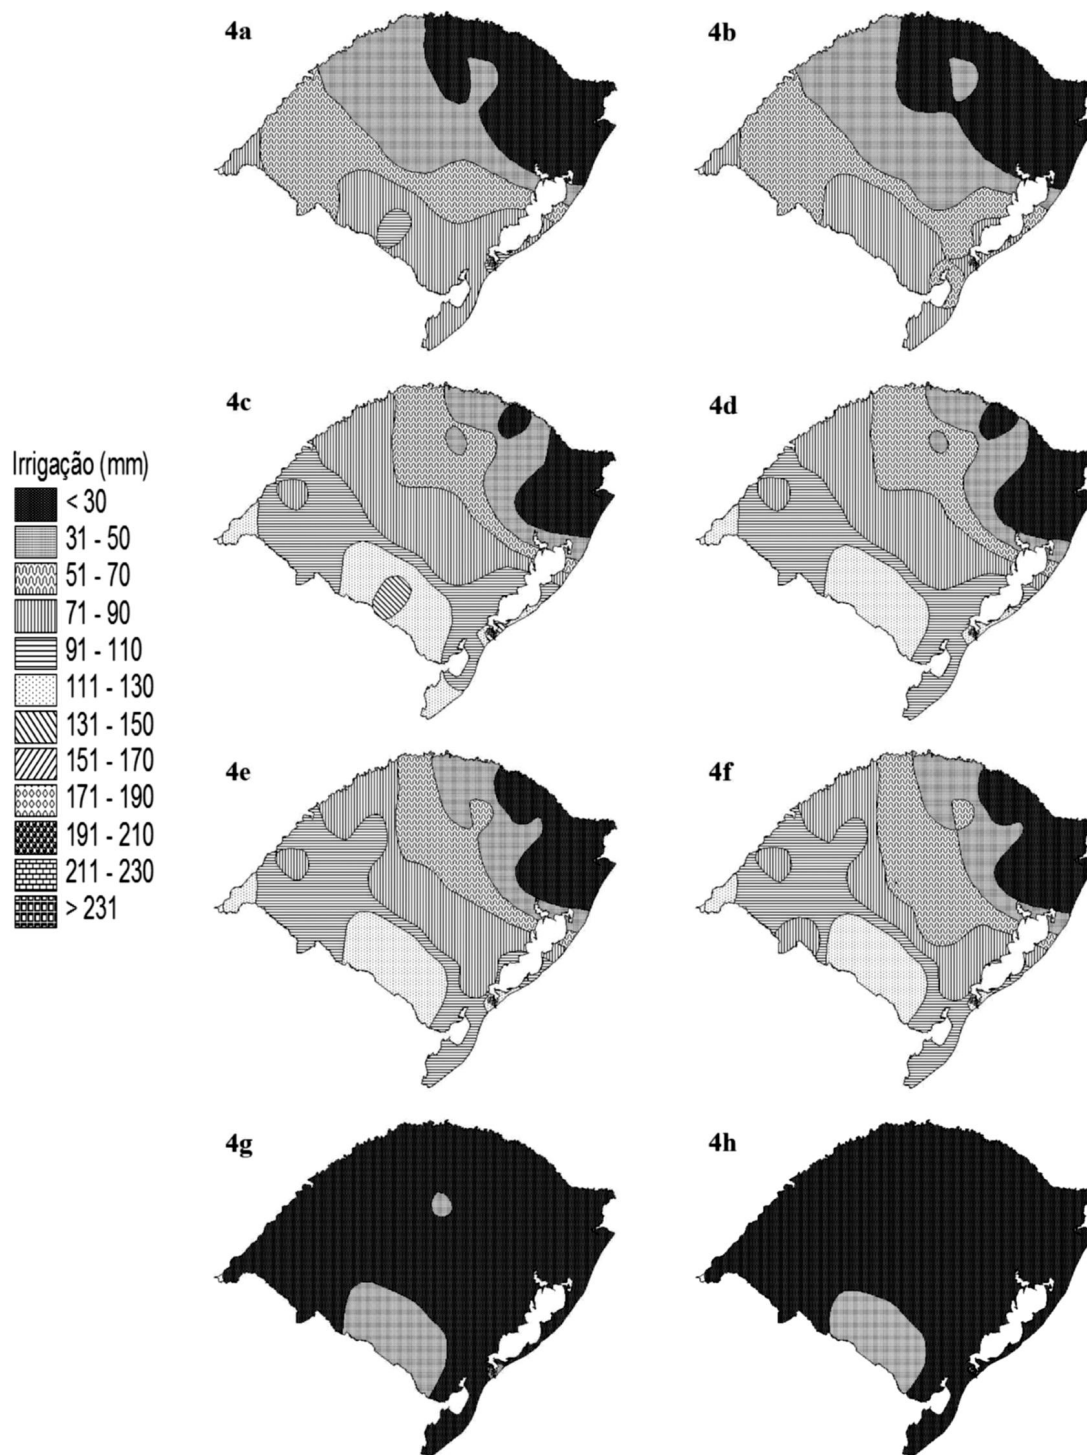 4a
4b
4c
4d
Irrigação (mm)
< 30
31 - 50
51 - 70
71 - 90
91 - 110
111 - 130
131 - 150
151 - 170
171 - 190
191 - 210
211 - 230
> 231
4e
4f
4g
4h